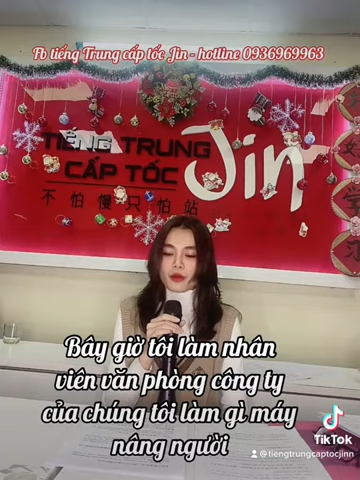 Fb tiếng Trung cấp tốc Jin - hotline 0936969963
TIẾNG TRUNG
CẤP TỐC
Jin
不怕慢只怕站
Bây giờ tôi làm nhân
viên văn phòng công ty
của chúng tôi làm gì máy
nâng người
TikTok
@tiengtrungcaptocjinn